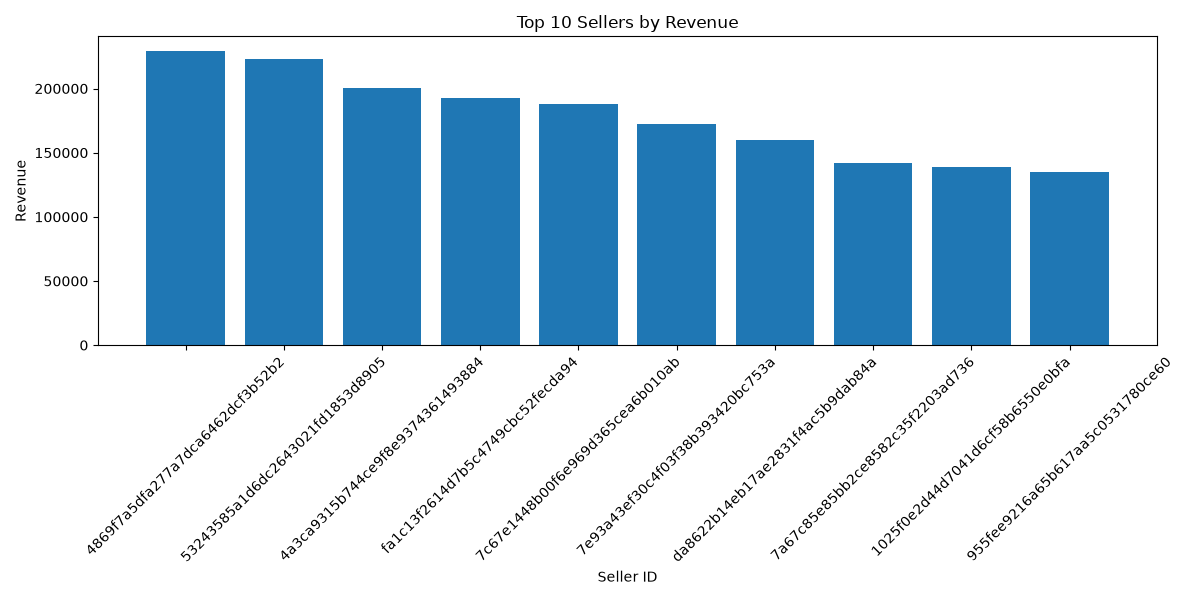 Top 10 Sellers by Revenue
Revenue
200000
150000
100000
50000
0
4869f7a5dfa277a7dca6462dcf3b52b2
53243585a1d6dc2643021fd1853d8905
4a3ca9315b744ce9f8e9374361493884
fa1c13f2614d7b5c4749cbc52fecda94
7c67e1448b00f6e969d365cea6b010ab
7e93a43ef30c4f03f38b393420bc753a
da8622b14eb17ae2831f4ac5b9dab84a
7a67c85e85bb2ce8582c35f2203ad736
1025f0e2d44d7041d6cf58b6550e0bfa
955fee9216a65b617aa5c0531780ce60
Seller ID